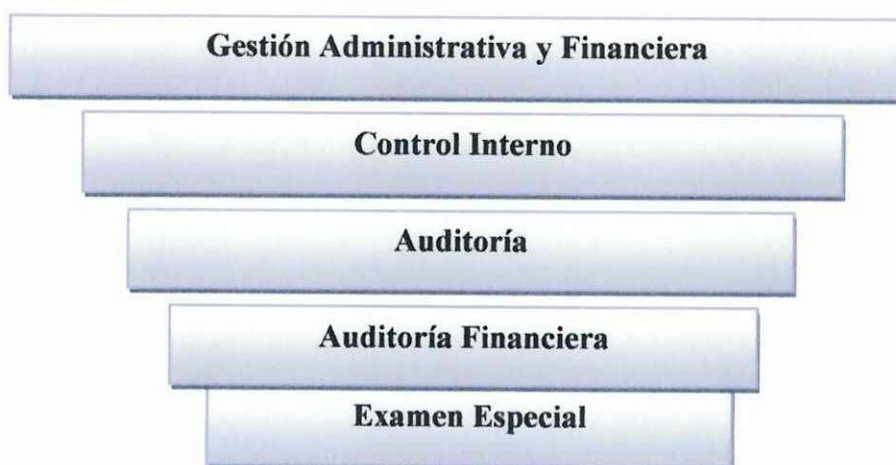 Gestión Administrativa y Financiera
Control Interno
Auditoría
Auditoría Financiera
Examen Especial